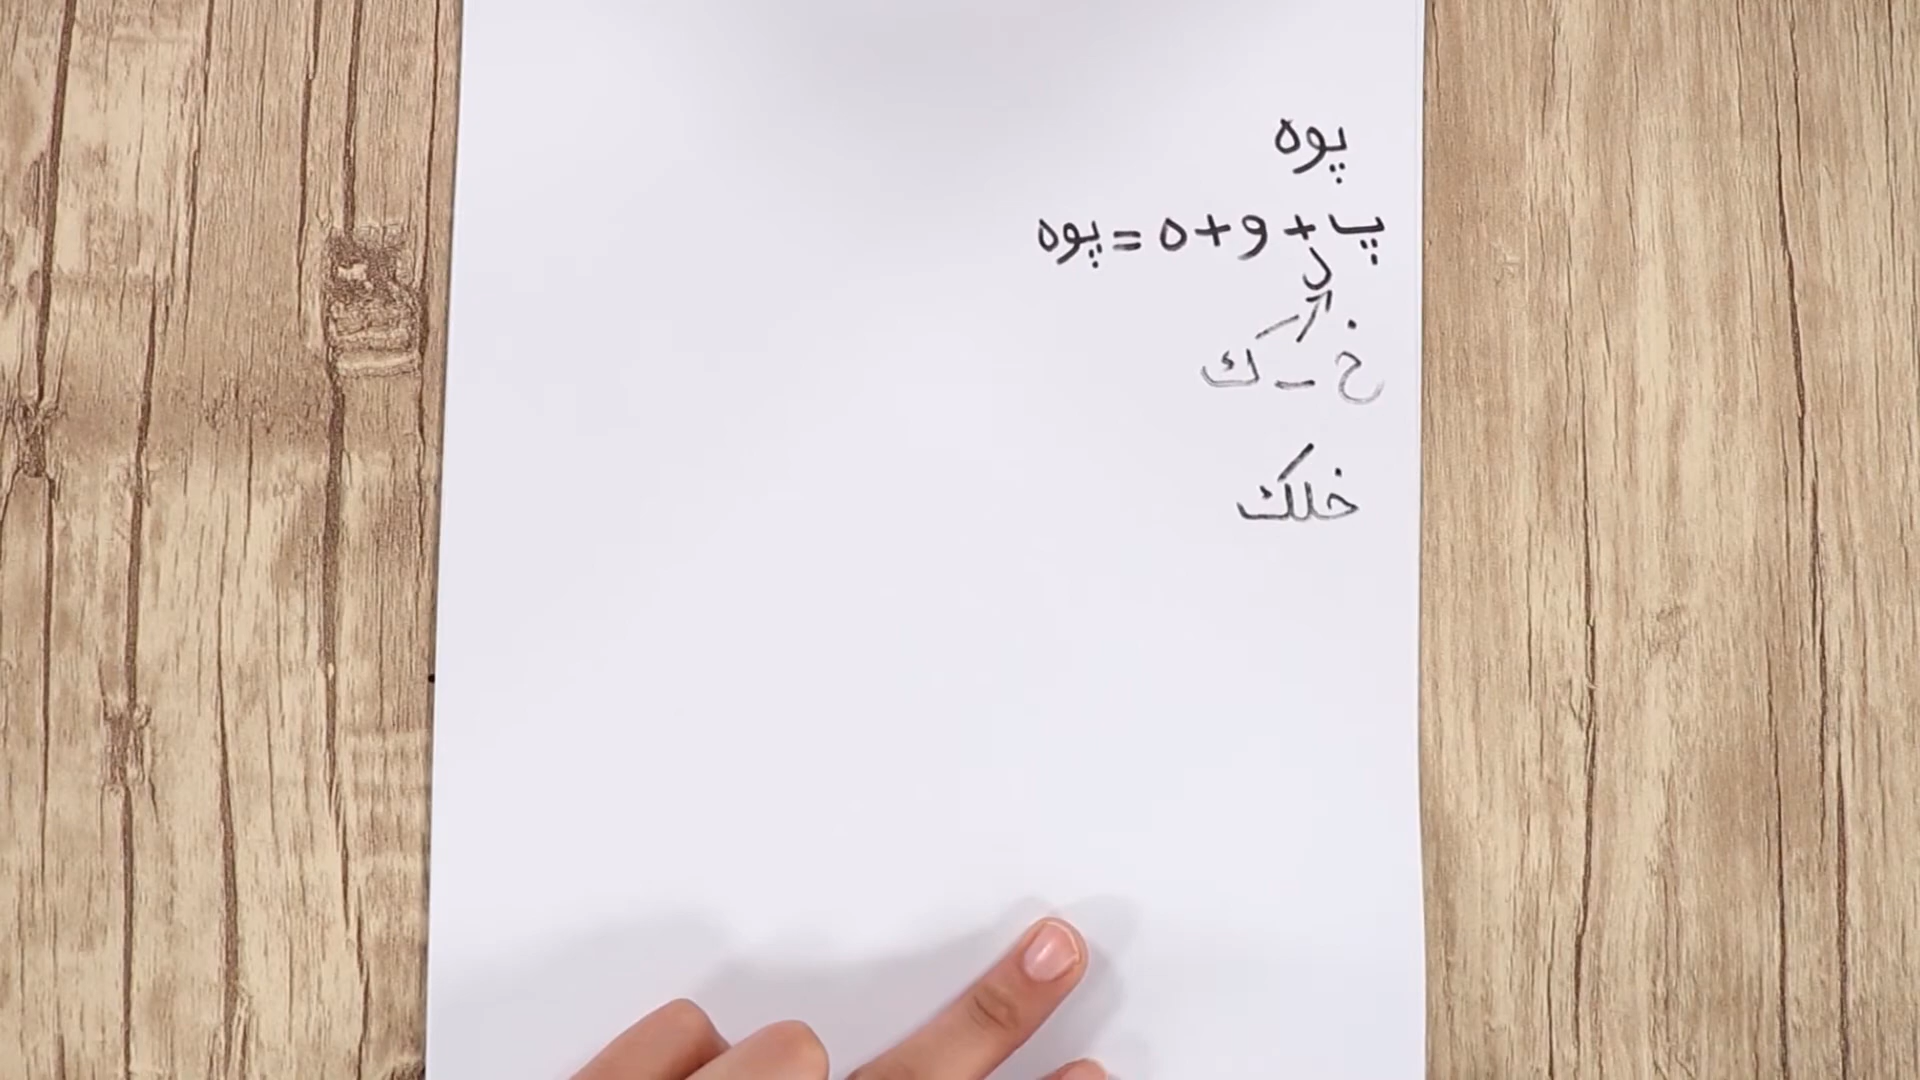 پوه
پ + و + ه = پوه
ل
خ – ک
خلک